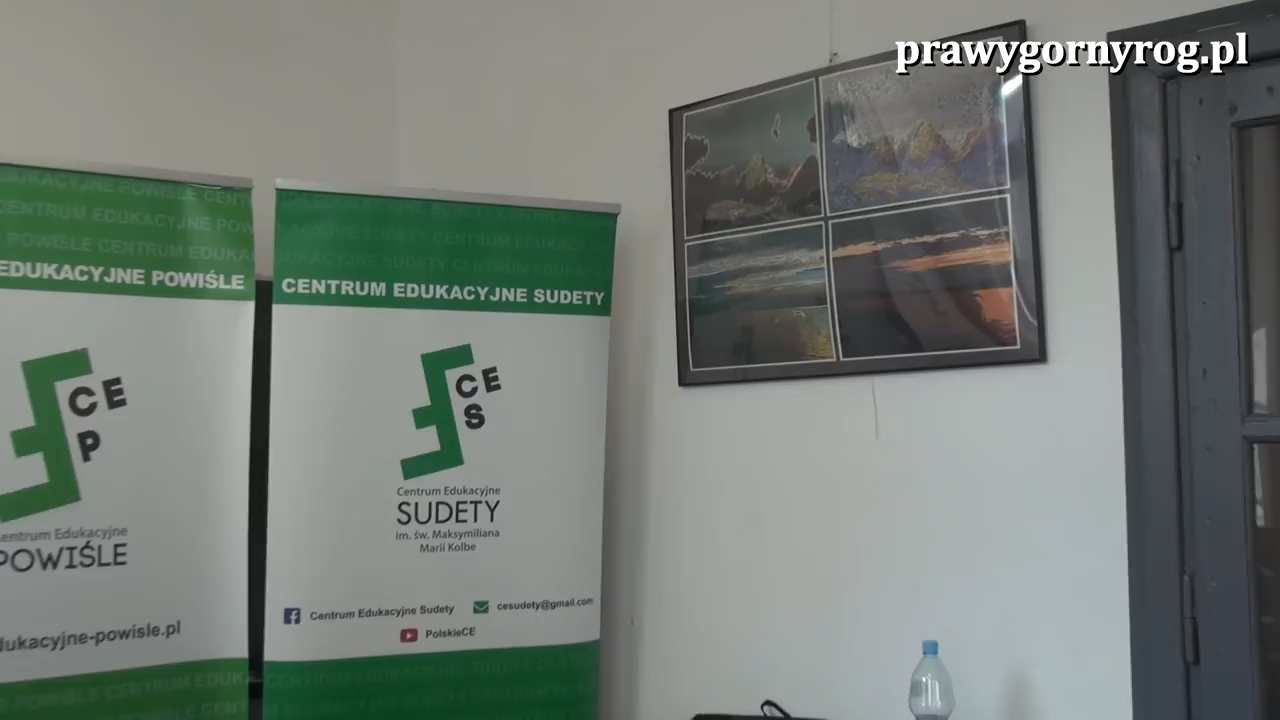 prawygornyrog.pl
EDUKACYJNE POWIŚLE
CE
P
Centrum Edukacyjne
POWIŚLE
dukacyjne-powisle.pl
CENTRUM EDUKACYJNE SUDETY
CE
S
Centrum Edukacyjne
SUDETY
im. św. Maksymiliana
Marii Kolbe
Centrum Edukacyjne Sudety
cesudety@gmail.com
PolskieCE